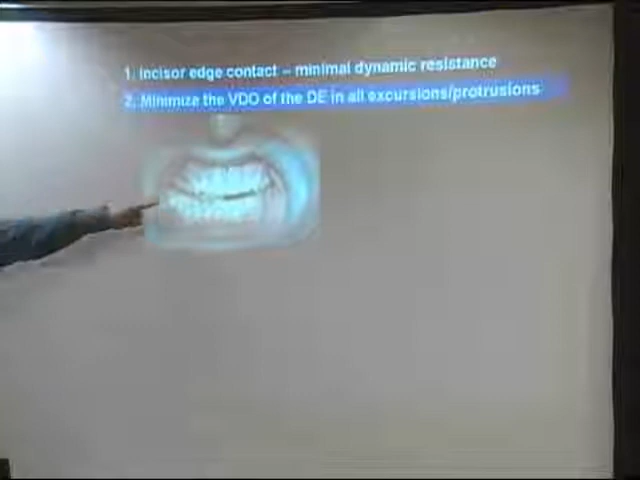 1. Incisor edge contact – minimal dynamic resistance
2. Minimize the VDO of the DE in all excursions/protrusions